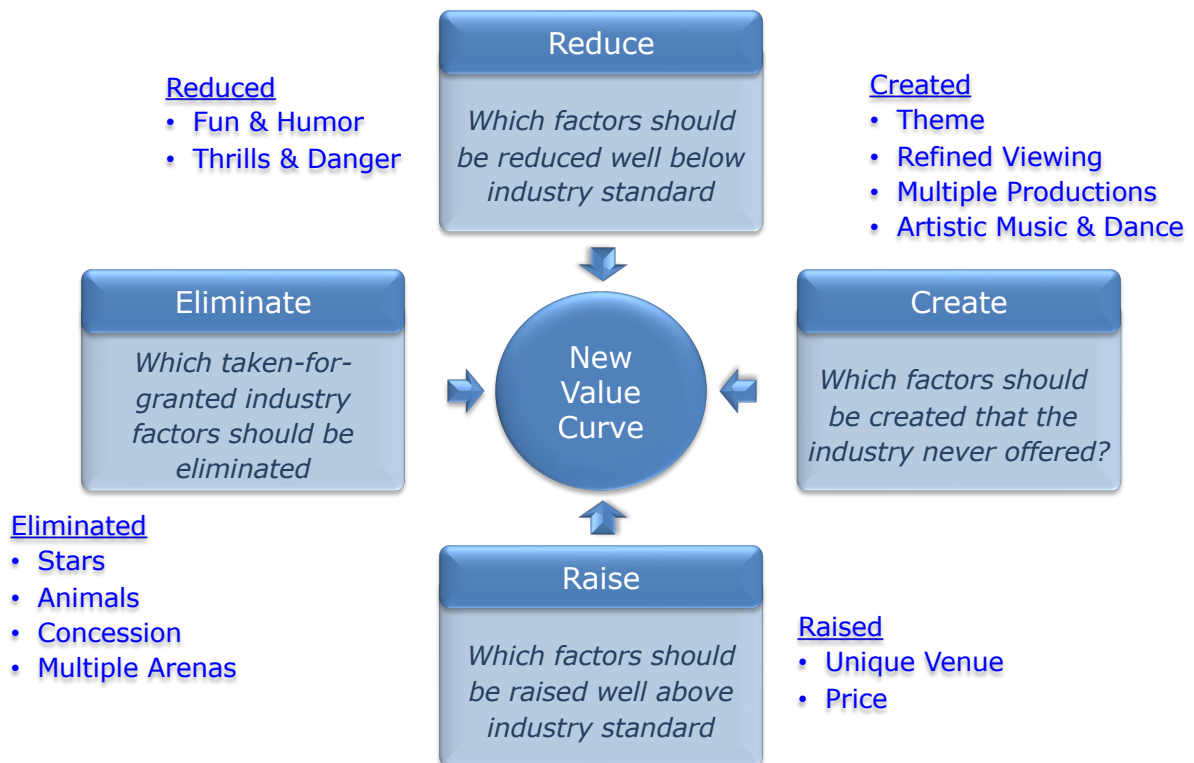 Reduce
Which factors should
be reduced well below
industry standard
Reduced
• Fun & Humor
• Thrills & Danger
Created
• Theme
• Refined Viewing
• Multiple Productions
• Artistic Music & Dance
Eliminate
Which taken-for-
granted industry
factors should be
eliminated
New
Value
Curve
Create
Which factors should
be created that the
industry never offered?
Eliminated
• Stars
• Animals
• Concession
• Multiple Arenas
Raise
Which factors should
be raised well above
industry standard
Raised
• Unique Venue
• Price